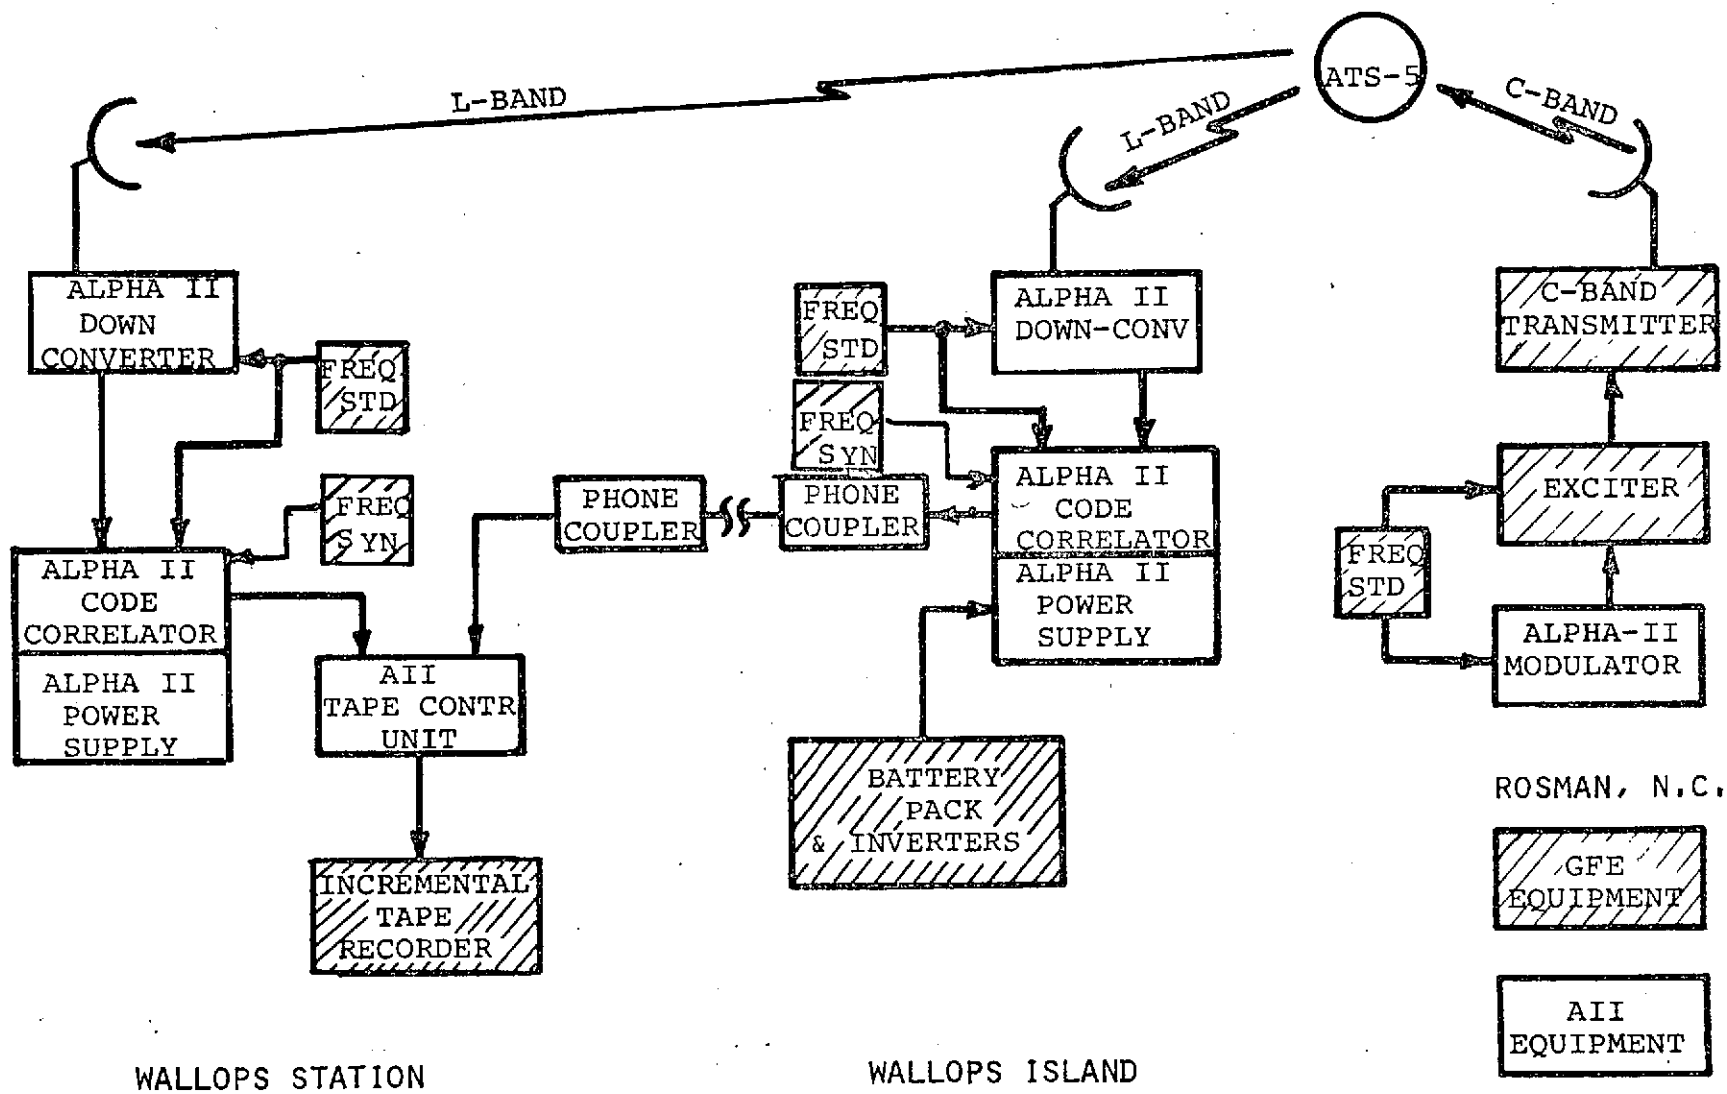 ATS-5
L-BAND
L-BAND
C-BAND
ALPHA II
DOWN
CONVERTER
FREQ
STD
FREQ
SYN
ALPHA II
CODE
CORRELATOR
ALPHA II
POWER
SUPPLY
AII
TAPE CONTR
UNIT
INCREMENTAL
TAPE
RECORDER
PHONE
COUPLER
PHONE
COUPLER
FREQ
STD
FREQ
SYN
ALPHA II
DOWN-CONV
ALPHA II
CODE
CORRELATOR
ALPHA II
POWER
SUPPLY
BATTERY
PACK
& INVERTERS
C-BAND
TRANSMITTER
EXCITER
FREQ
STD
ALPHA-II
MODULATOR
ROSMAN, N.C.
GFE
EQUIPMENT
AII
EQUIPMENT
WALLOPS STATION
WALLOPS ISLAND